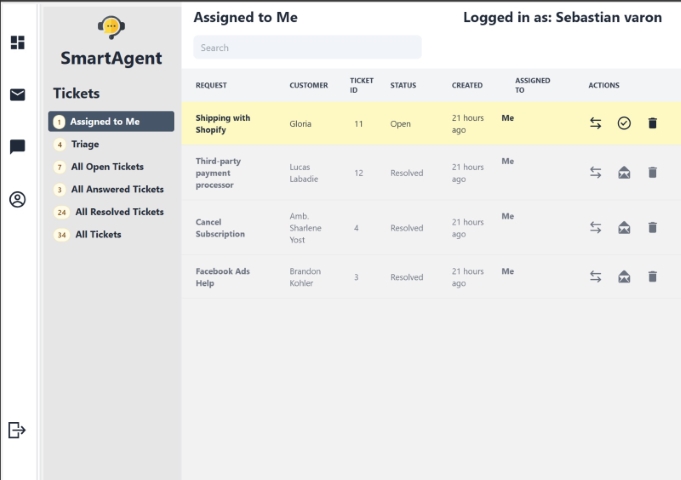 Assigned to Me
Logged in as: Sebastian varon
SmartAgent
Search
Tickets
1 Assigned to Me
4 Triage
7 All Open Tickets
3 All Answered Tickets
24 All Resolved Tickets
34 All Tickets
REQUEST CUSTOMER TICKET ID STATUS CREATED ASSIGNED TO ACTIONS
Shipping with Shopify Gloria 11 Open 21 hours ago Me
Third-party payment processor Lucas Labadie 12 Resolved 21 hours ago Me
Cancel Subscription Amb. Sharlene Yost 4 Resolved 21 hours ago Me
Facebook Ads Help Brandon Kohler 3 Resolved 21 hours ago Me